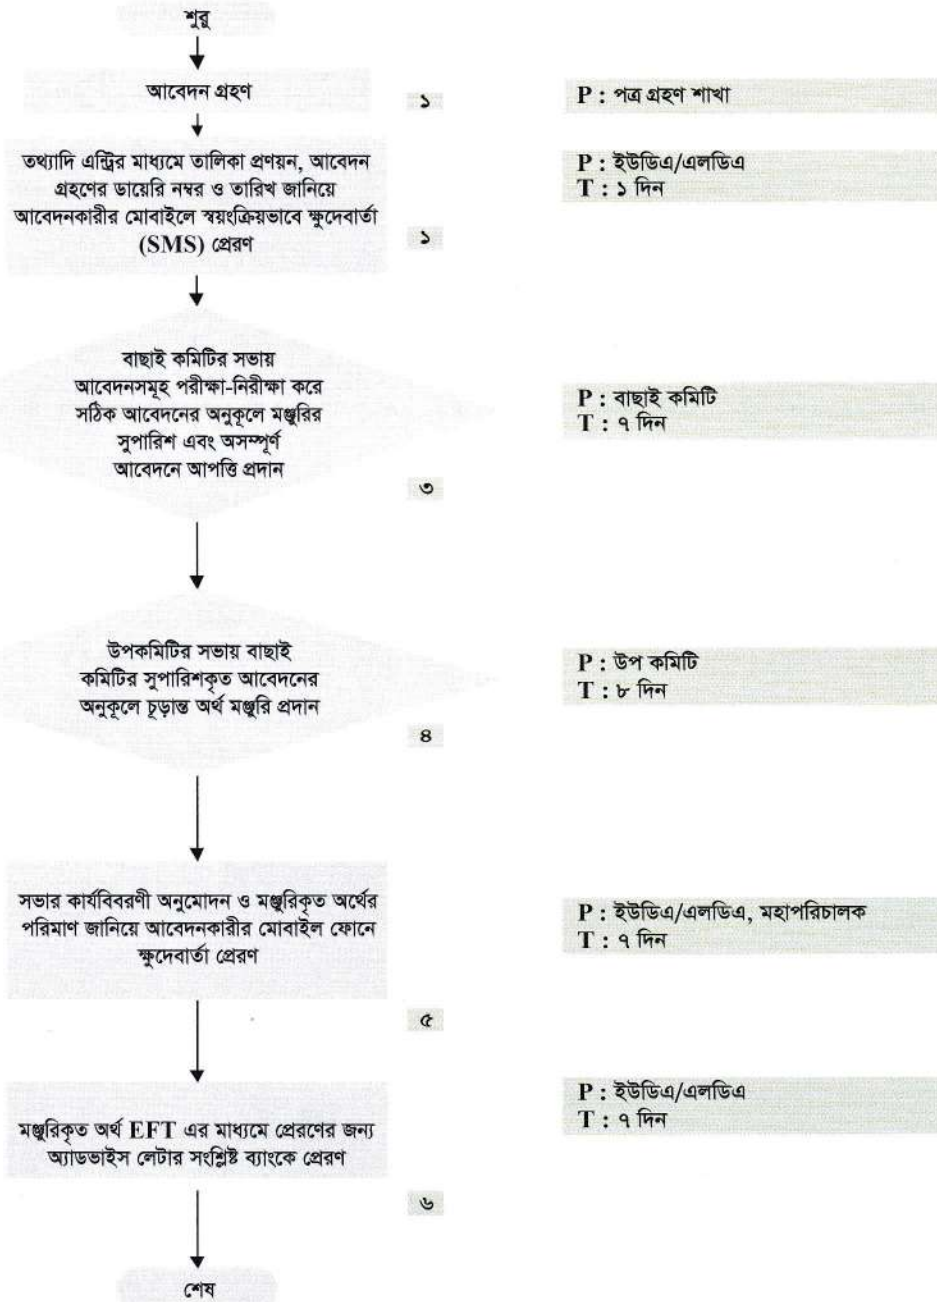 শুরু
আবেদন গ্রহণ
১
P : পত্র গ্রহণ শাখা
তথ্যাদি এন্ট্রির মাধ্যমে তালিকা প্রণয়ন, আবেদন
গ্রহণের ডায়েরি নম্বর ও তারিখ জানিয়ে
আবেদনকারীর মোবাইলে স্বয়ংক্রিয়ভাবে ক্ষুদেবার্তা
(SMS) প্রেরণ
১
P : ইউডিএ/এলডিএ
T : ১ দিন
বাছাই কমিটির সভায়
আবেদনসমূহ পরীক্ষা-নিরীক্ষা করে
সঠিক আবেদনের অনুকূলে মঞ্জুরির
সুপারিশ এবং অসম্পূর্ণ
আবেদনে আপত্তি প্রদান
৩
P : বাছাই কমিটি
T : ৭ দিন
উপকমিটির সভায় বাছাই
কমিটির সুপারিশকৃত আবেদনের
অনুকূলে চূড়ান্ত অর্থ মঞ্জুরি প্রদান
৪
P : উপ কমিটি
T : ৮ দিন
সভার কার্যবিবরণী অনুমোদন ও মঞ্জুরিকৃত অর্থের
পরিমাণ জানিয়ে আবেদনকারীর মোবাইল ফোনে
ক্ষুদেবার্তা প্রেরণ
৫
P : ইউডিএ/এলডিএ, মহাপরিচালক
T : ৭ দিন
মঞ্জুরিকৃত অর্থ EFT এর মাধ্যমে প্রেরণের জন্য
অ্যাডভাইস লেটার সংশ্লিষ্ট ব্যাংকে প্রেরণ
৬
P : ইউডিএ/এলডিএ
T : ৭ দিন
শেষ